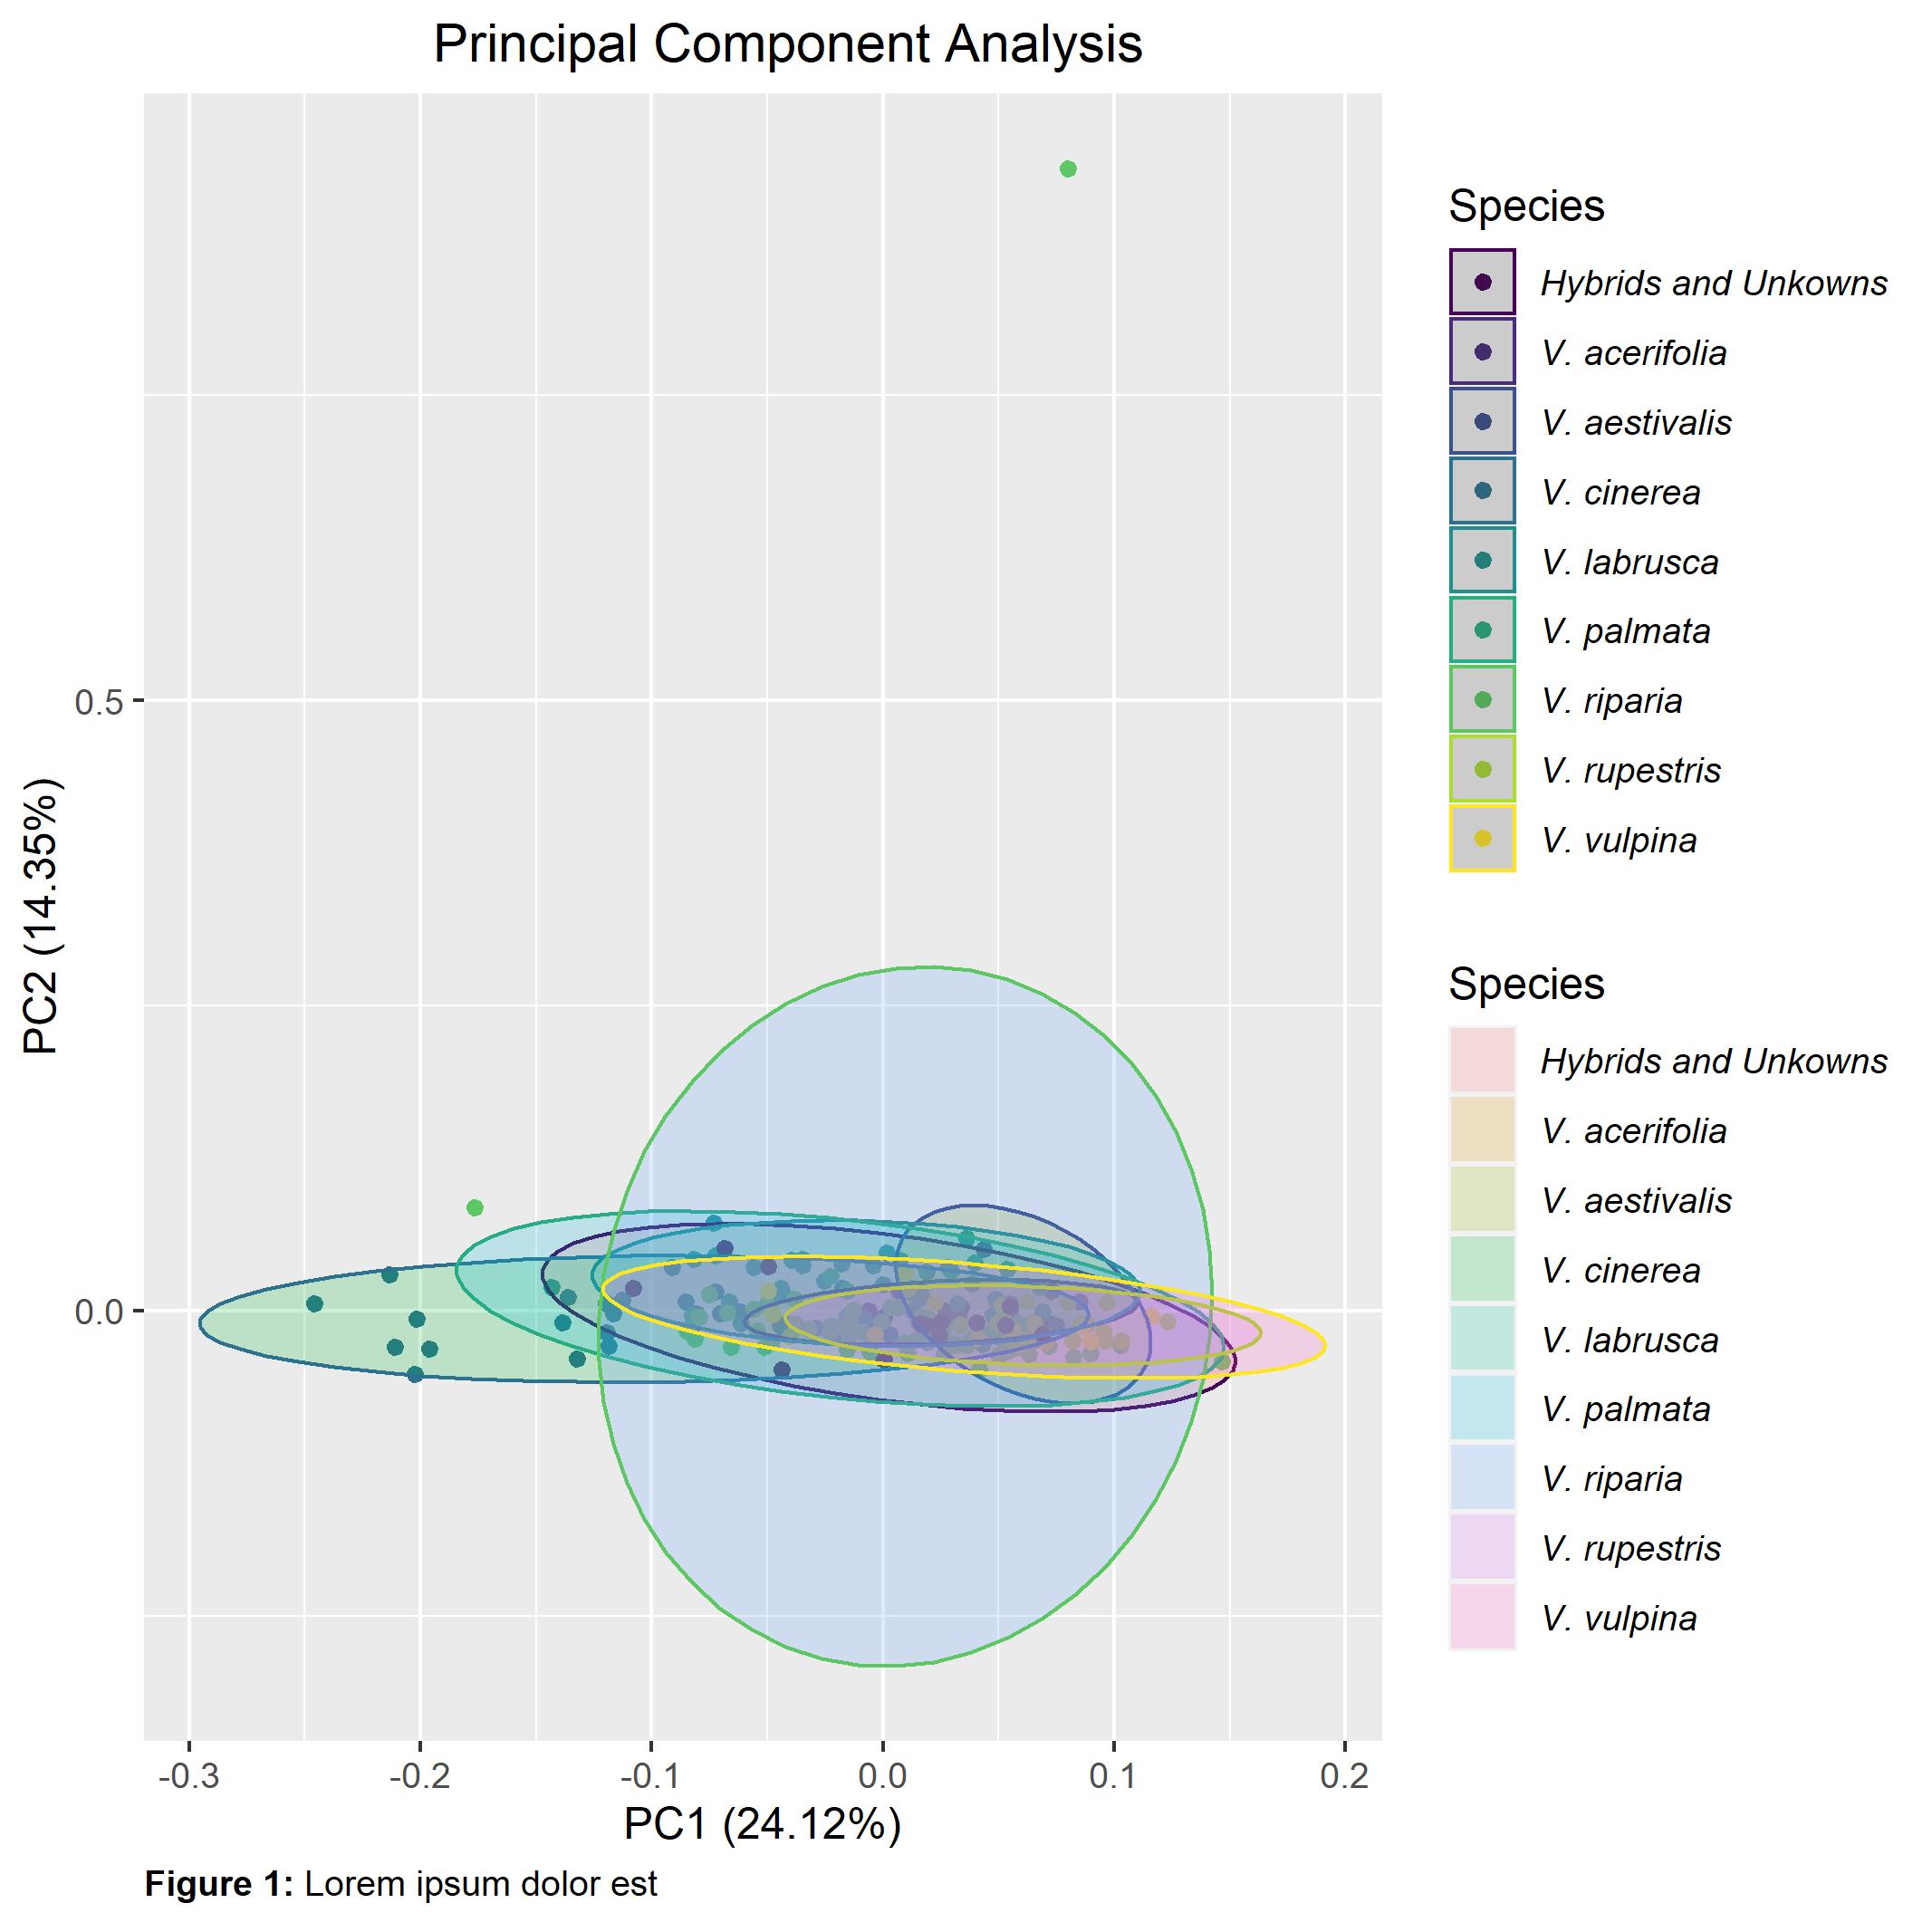 Principal Component Analysis
PC2 (14.35%)
0.5
0.0
-0.3
-0.2
-0.1
0.0
0.1
0.2
PC1 (24.12%)
Figure 1: Lorem ipsum dolor est
Species
Hybrids and Unkowns
V. acerifolia
V. aestivalis
V. cinerea
V. labrusca
V. palmata
V. riparia
V. rupestris
V. vulpina
Species
Hybrids and Unkowns
V. acerifolia
V. aestivalis
V. cinerea
V. labrusca
V. palmata
V. riparia
V. rupestris
V. vulpina